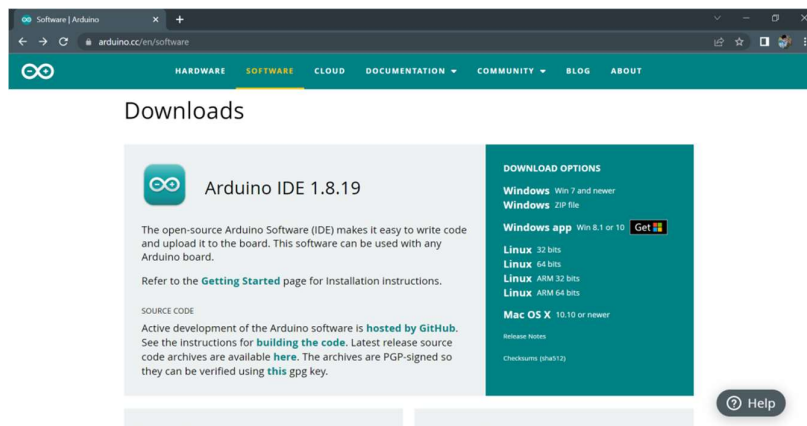 Software | Arduino
arduino.cc/en/software
HARDWARE SOFTWARE CLOUD DOCUMENTATION COMMUNITY BLOG ABOUT
Downloads
Arduino IDE 1.8.19
The open-source Arduino Software (IDE) makes it easy to write code
and upload it to the board. This software can be used with any
Arduino board.
Refer to the Getting Started page for Installation instructions.
SOURCE CODE
Active development of the Arduino software is hosted by GitHub.
See the instructions for building the code. Latest release source
code archives are available here. The archives are PGP-signed so
they can be verified using this gpg key.
DOWNLOAD OPTIONS
Windows Win 7 and newer
Windows ZIP file
Windows app Win 8.1 or 10 Get
Linux 32 bits
Linux 64 bits
Linux ARM 32 bits
Linux ARM 64 bits
Mac OS X 10.10 or newer
Release Notes
Checksums (sha512)
Help